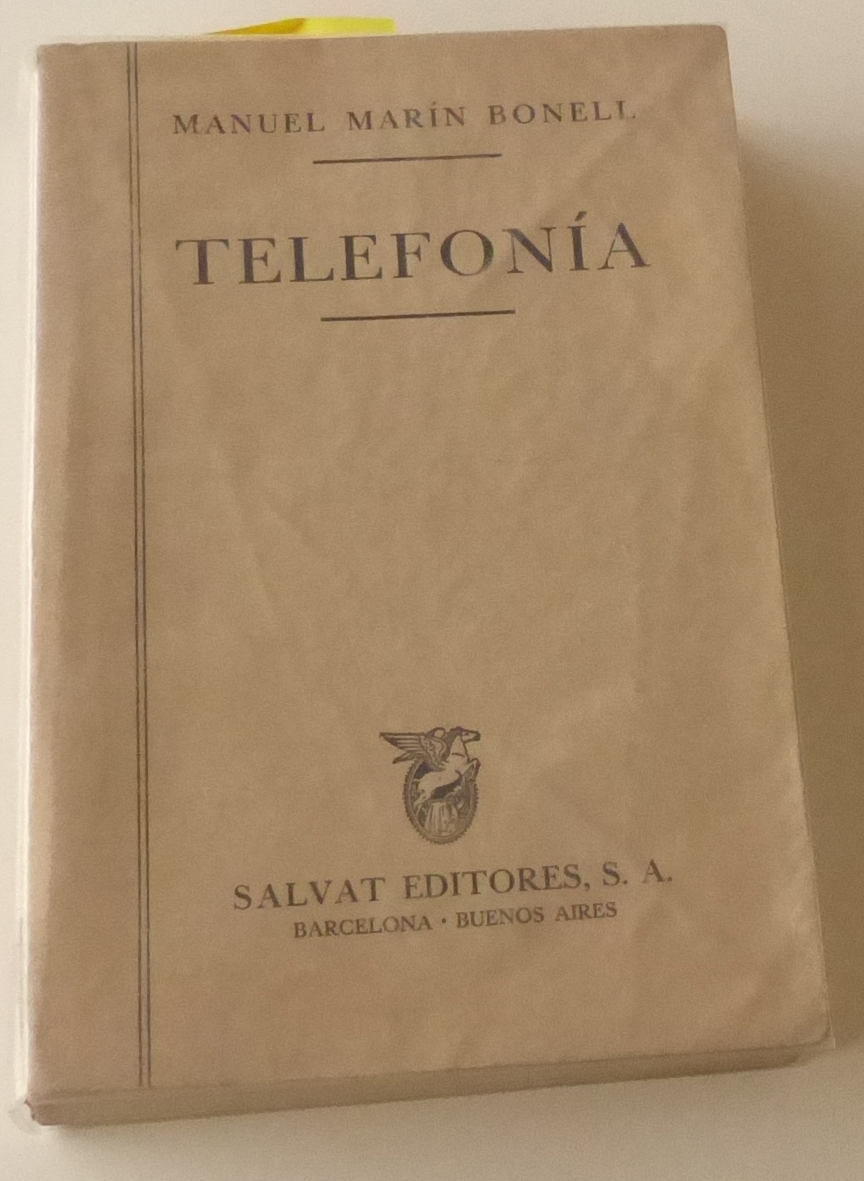 MANUEL MARÍN BONELL
TELEFONÍA
SALVAT EDITORES, S. A.
BARCELONA · BUENOS AIRES